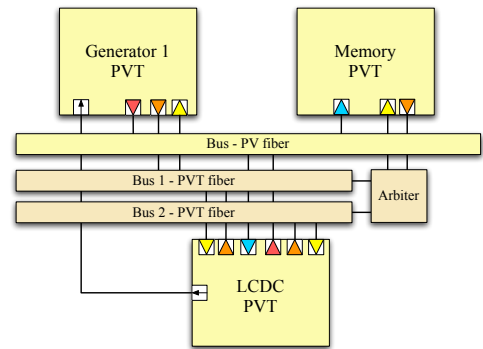 Generator 1
PVT
Memory
PVT
Bus - PV fiber
Bus 1 - PVT fiber
Arbiter
Bus 2 - PVT fiber
LCDC
PVT